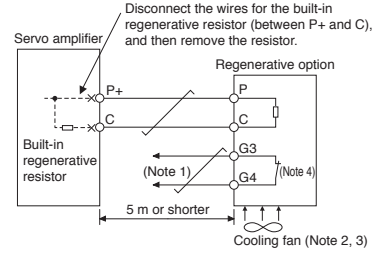 Disconnect the wires for the built-in
regenerative resistor (between P+ and C),
and then remove the resistor.
Servo amplifier
Regenerative option
P+
P
C
C
Built-in
regenerative
resistor
G3
(Note 1)
(Note 4)
G4
5 m or shorter
Cooling fan (Note 2, 3)